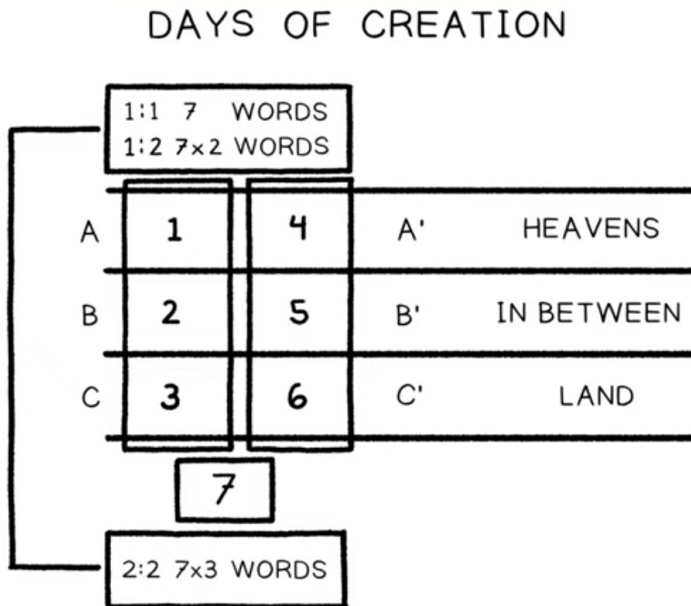 DAYS OF CREATION
1:1 7 WORDS
1:2 7x2 WORDS
A 1 4 A' HEAVENS
B 2 5 B' IN BETWEEN
C 3 6 C' LAND
7
2:2 7x3 WORDS